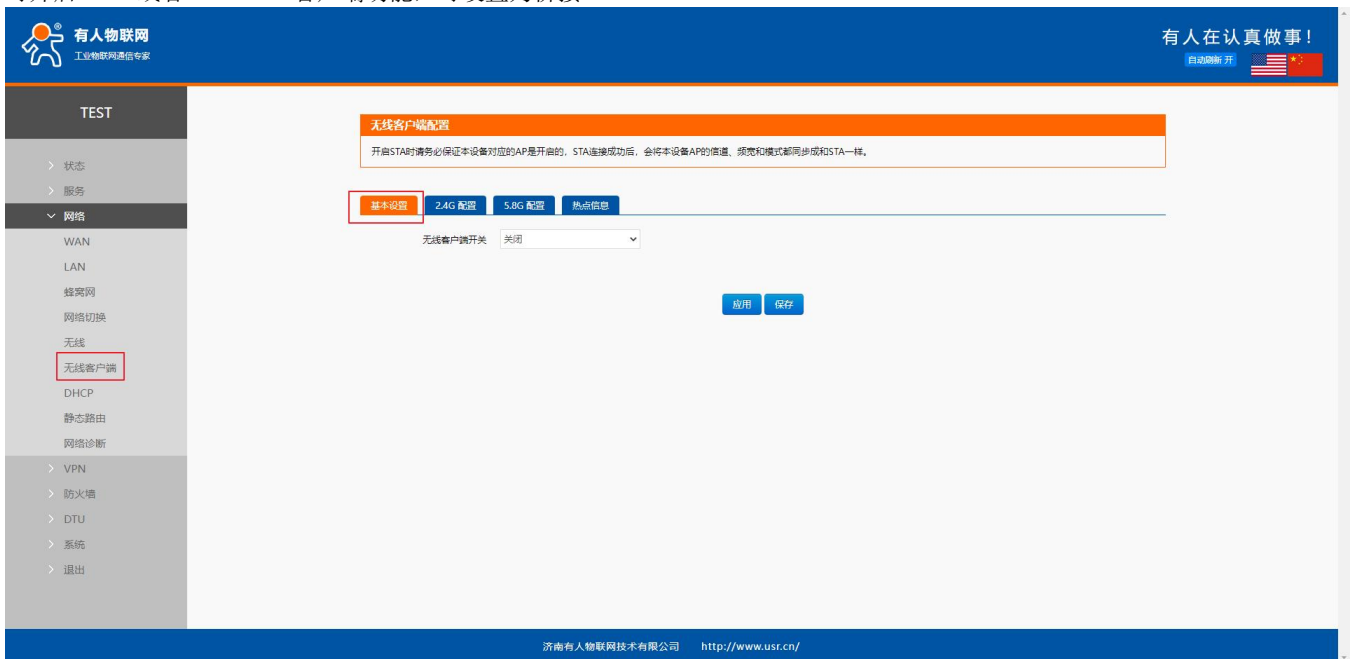 有人物联网
工业物联网通信专家
有人在认真做事!
自动刷新 开
TEST
状态
服务
网络
WAN
LAN
蜂窝网
网络切换
无线
无线客户端
DHCP
静态路由
网络诊断
VPN
防火墙
DTU
系统
退出
无线客户端配置
开启STA时请务必保证本设备对应的AP是开启的，STA连接成功后，会将本设备AP的信道、频宽和模式都同步成和STA一样。
基本设置 2.4G 配置 5.8G 配置 热点信息
无线客户端开关 关闭
应用 保存
济南有人物联网技术有限公司 http://www.usr.cn/